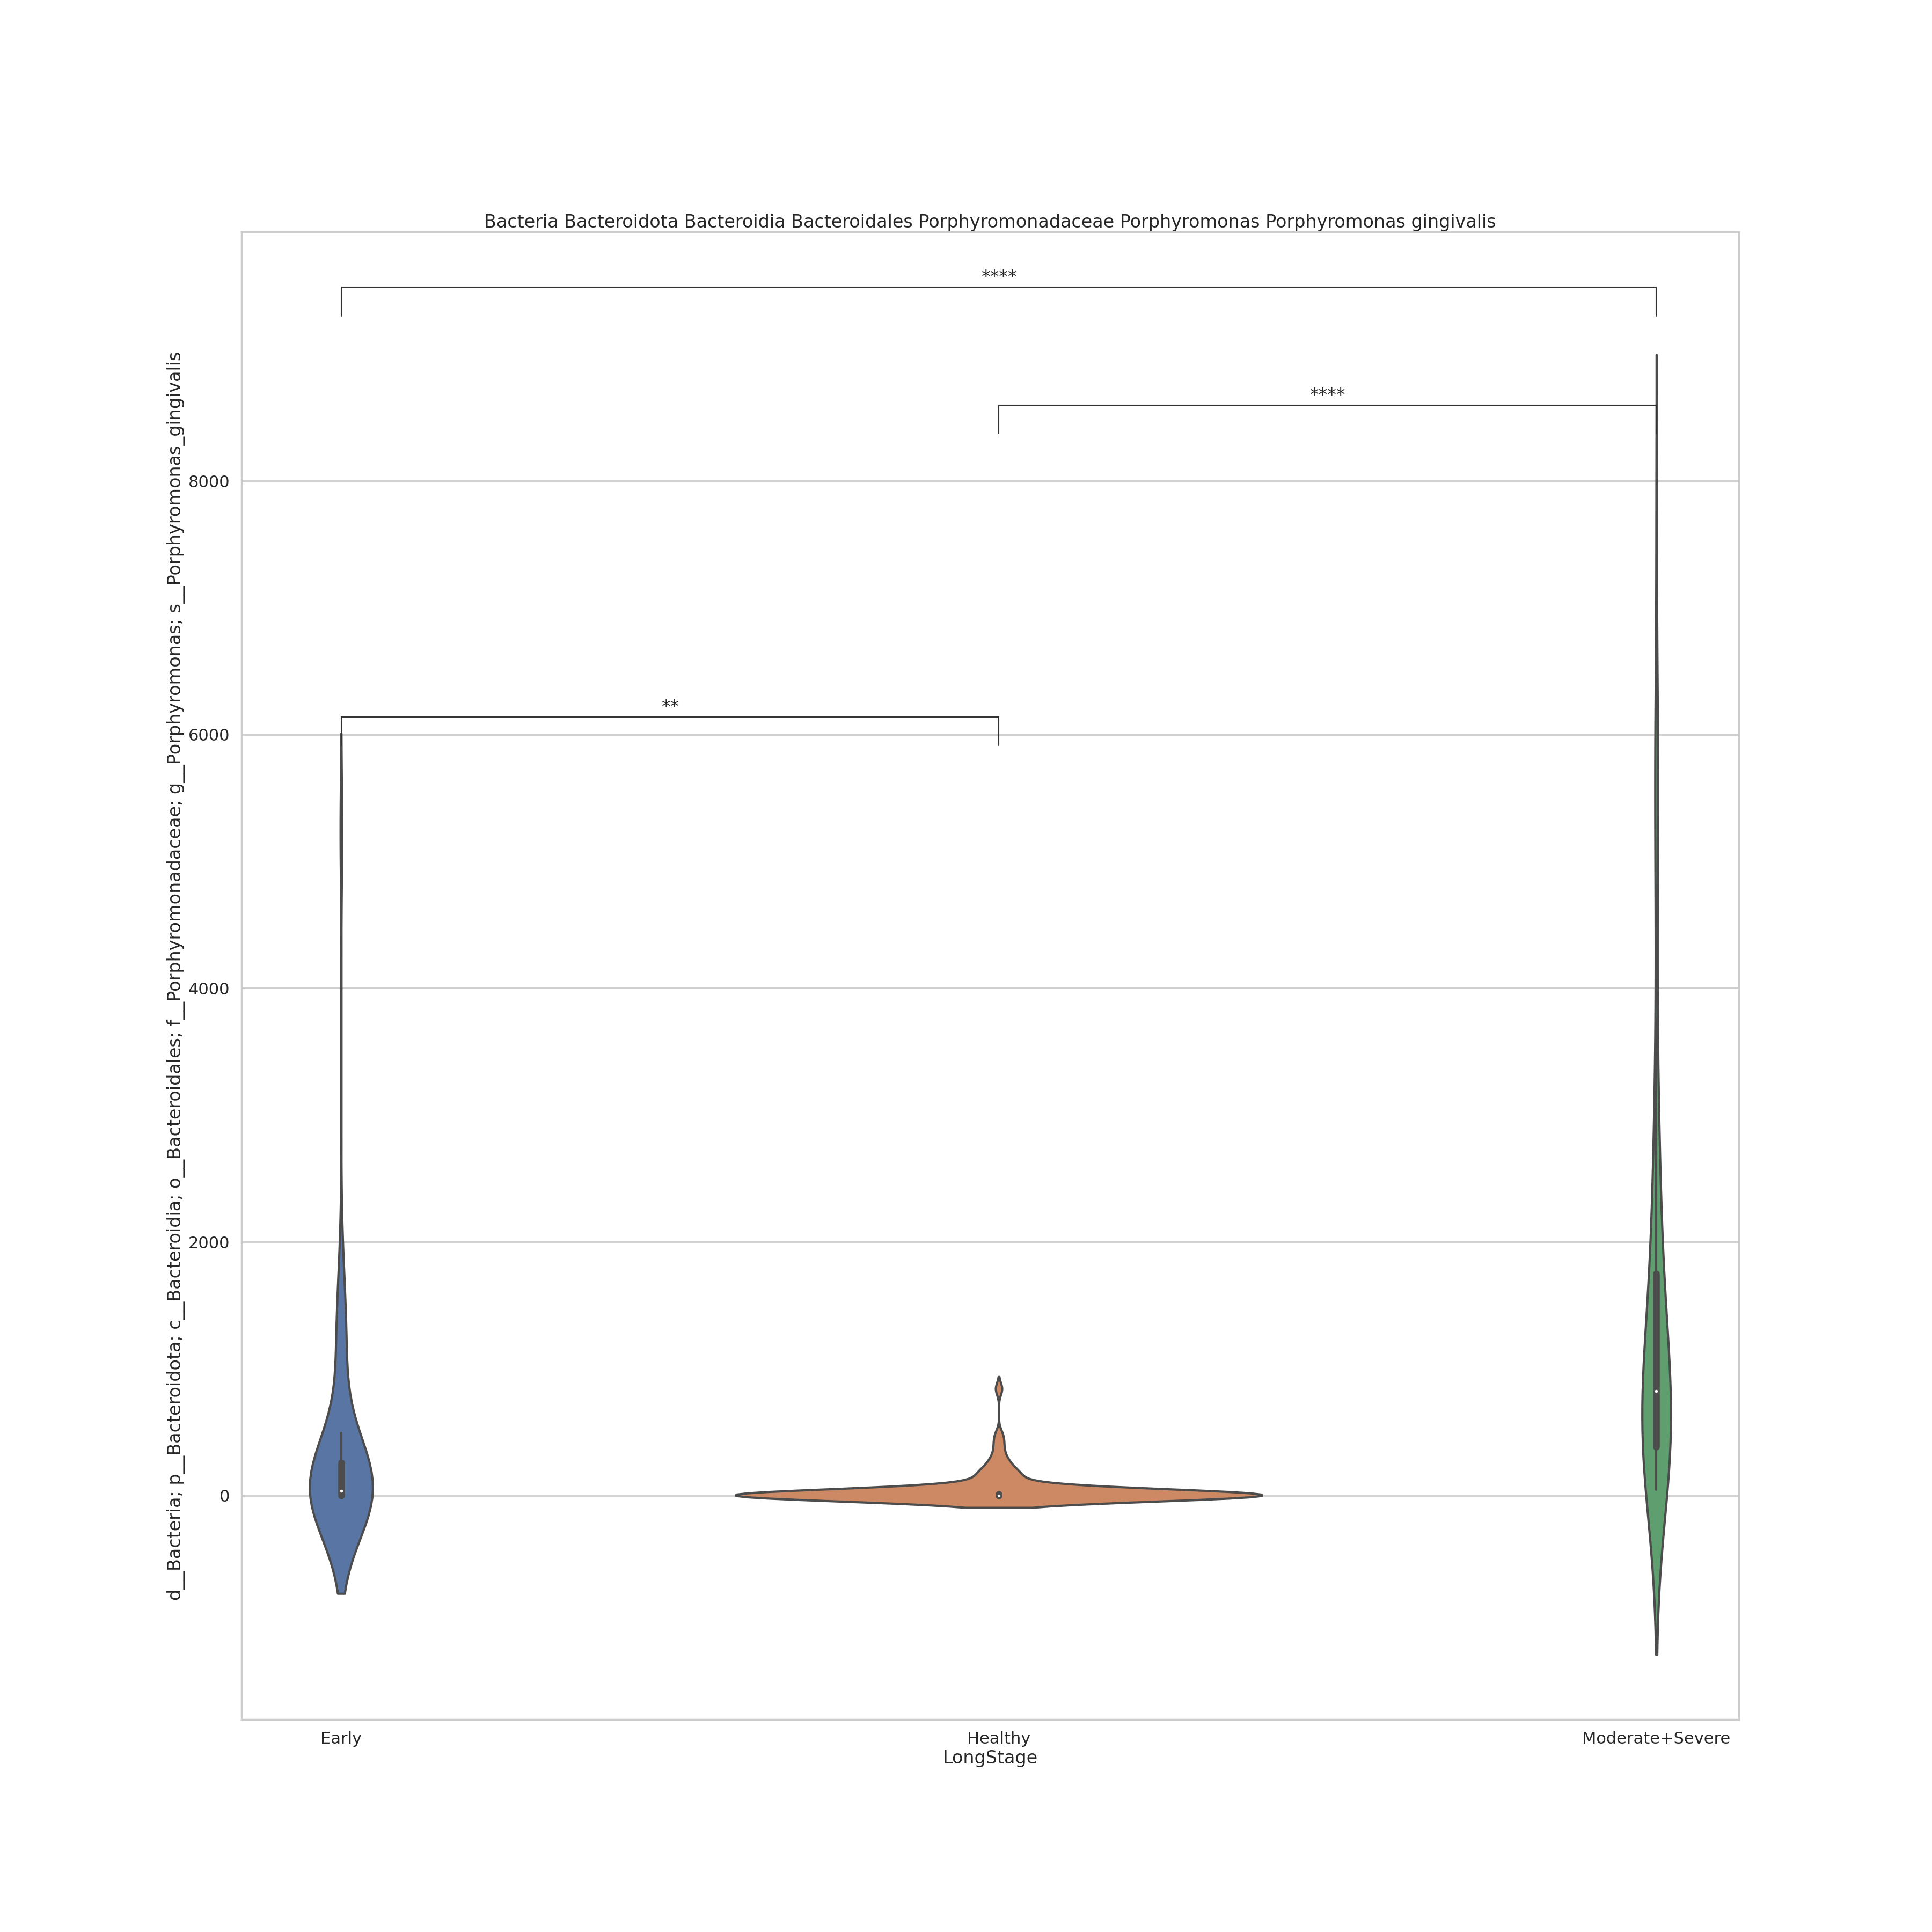 Bacteria Bacteroidota Bacteroidia Bacteroidales Porphyromonadaceae Porphyromonas Porphyromonas gingivalis
****
****
**
d__Bacteria; p__Bacteroidota; c__Bacteroidia; o__Bacteroidales; f__Porphyromonadaceae; g__Porphyromonas; s__Porphyromonas_gingivalis
8000
6000
4000
2000
0
Early Healthy Moderate+Severe
LongStage